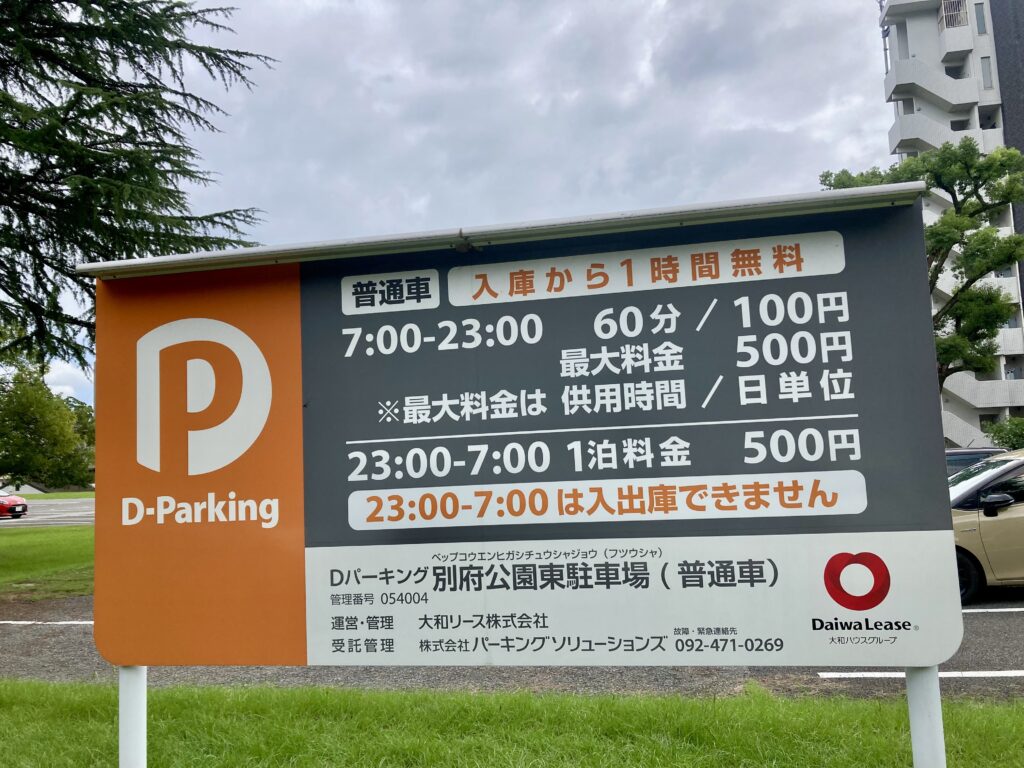 普通車 入庫から1時間無料
7:00-23:00 60分 / 100円
最大料金 500円
※最大料金は 供用時間 / 日単位
23:00-7:00 1泊料金 500円
23:00-7:00は入出庫できません
D-Parking
ベップコウエンヒガシチュウシャジョウ(フツウシャ)
Dパーキング 別府公園東駐車場(普通車)
管理番号 054004
運営・管理 大和リース株式会社
故障・緊急連絡先
受託管理 株式会社パーキングソリューションズ 092-471-0269
DaiwaLease®
大和ハウスグループ